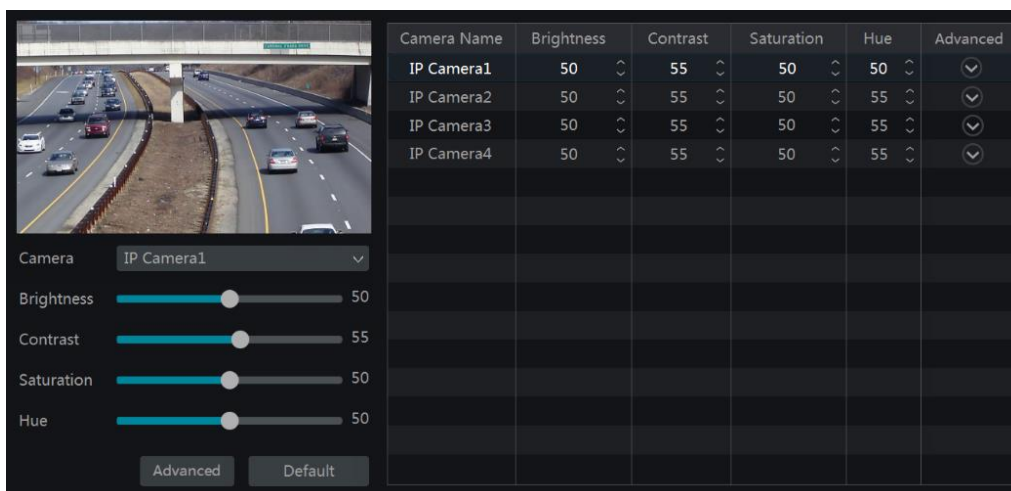 Camera Name Brightness Contrast Saturation Hue Advanced
IP Camera1 50 55 50 50
IP Camera2 50 55 50 55
IP Camera3 50 55 50 55
IP Camera4 50 55 50 55
Camera IP Camera1
Brightness 50
Contrast 55
Saturation 50
Hue 50
Advanced Default